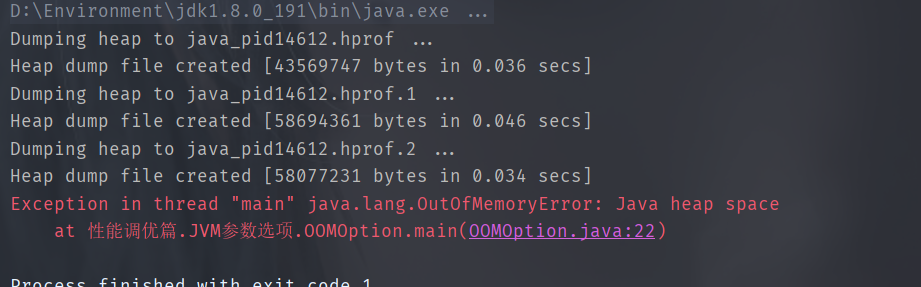 D:\Environment\jdk1.8.0_191\bin\java.exe ...
Dumping heap to java_pid14612.hprof ...
Heap dump file created [43569747 bytes in 0.036 secs]
Dumping heap to java_pid14612.hprof.1 ...
Heap dump file created [58694361 bytes in 0.046 secs]
Dumping heap to java_pid14612.hprof.2 ...
Heap dump file created [58077231 bytes in 0.034 secs]
Exception in thread "main" java.lang.OutOfMemoryError: Java heap space
at 性能调优篇.JVM参数选项.OOMOption.main(OOMOption.java:22)
Process finished with exit code 1